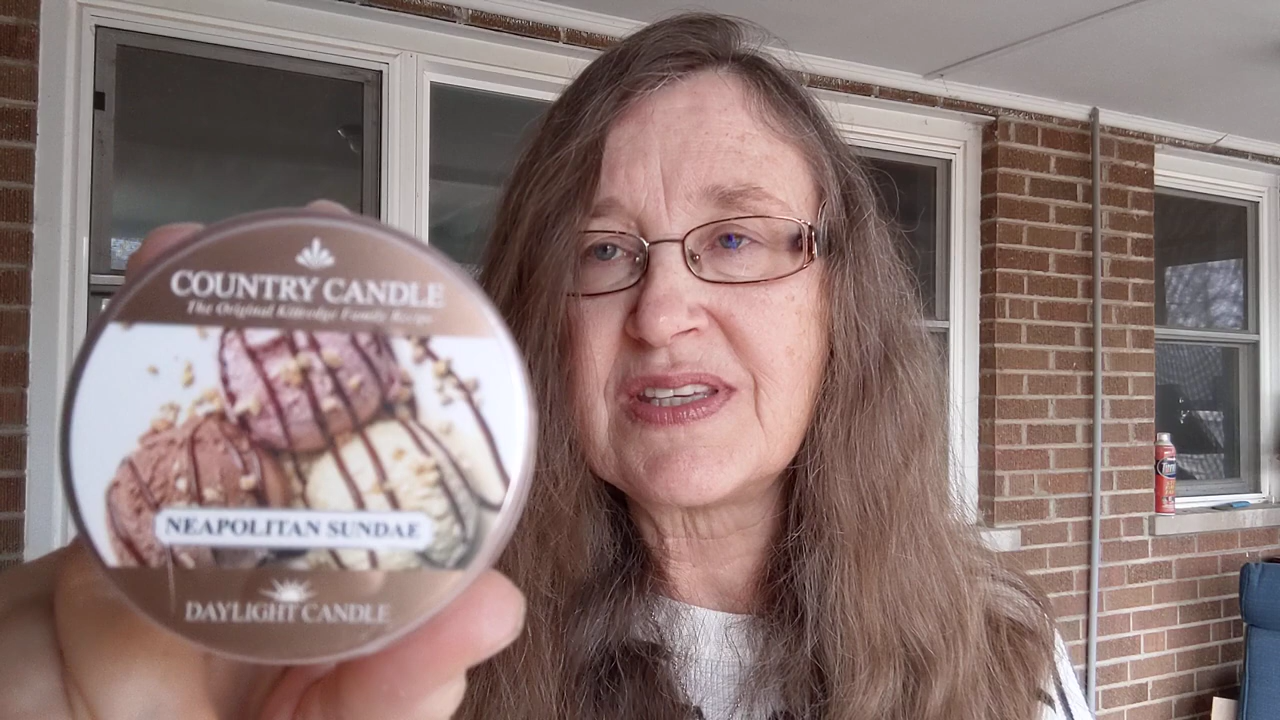 COUNTRY CANDLE
The Original Kittredge Family Recipe
NEAPOLITAN SUNDAE
DAYLIGHT CANDLE